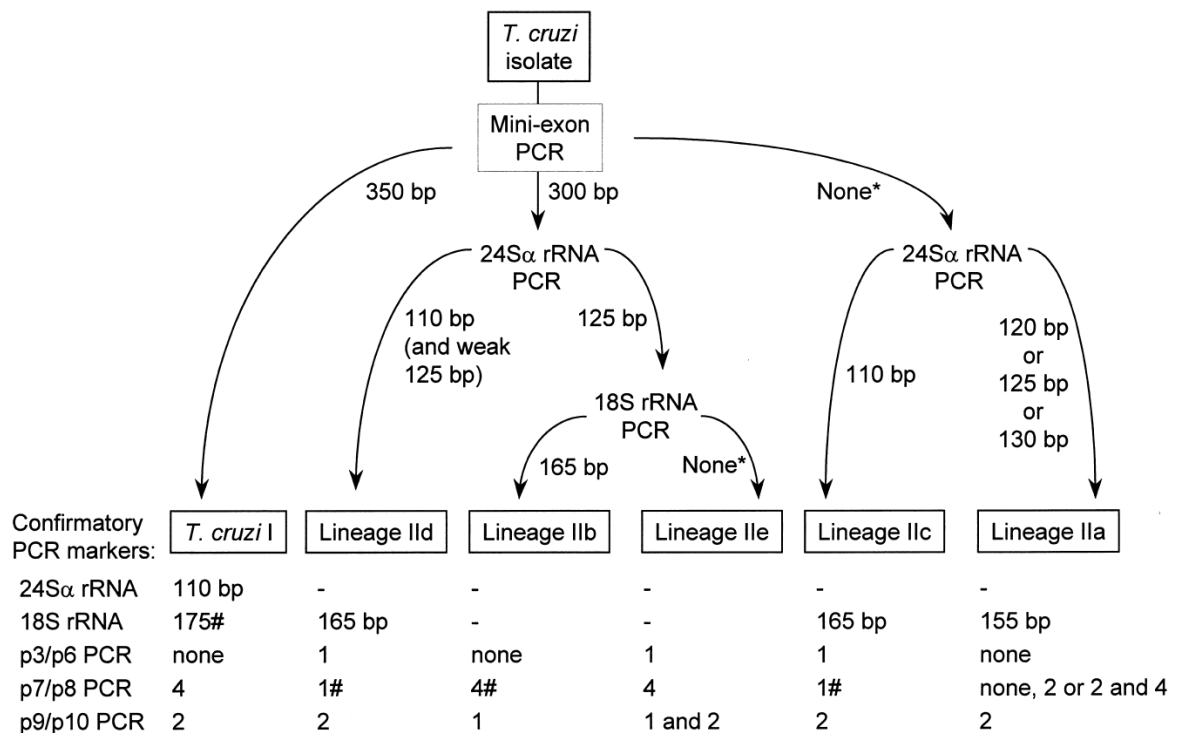 T. cruzi
isolate
Mini-exon
PCR
350 bp
300 bp
None*
24Sα rRNA
PCR
24Sα rRNA
PCR
110 bp
(and weak
125 bp)
125 bp
110 bp
120 bp
or
125 bp
or
130 bp
18S rRNA
PCR
165 bp
None*
Confirmatory
PCR markers:
T. cruzi I
Lineage IId
Lineage IIb
Lineage IIe
Lineage IIc
Lineage IIa
24Sα rRNA 110 bp - - - - -
18S rRNA 175# 165 bp - - 165 bp 155 bp
p3/p6 PCR none 1 none 1 1 none
p7/p8 PCR 4 1# 4# 4 1# none, 2 or 2 and 4
p9/p10 PCR 2 2 1 1 and 2 2 2